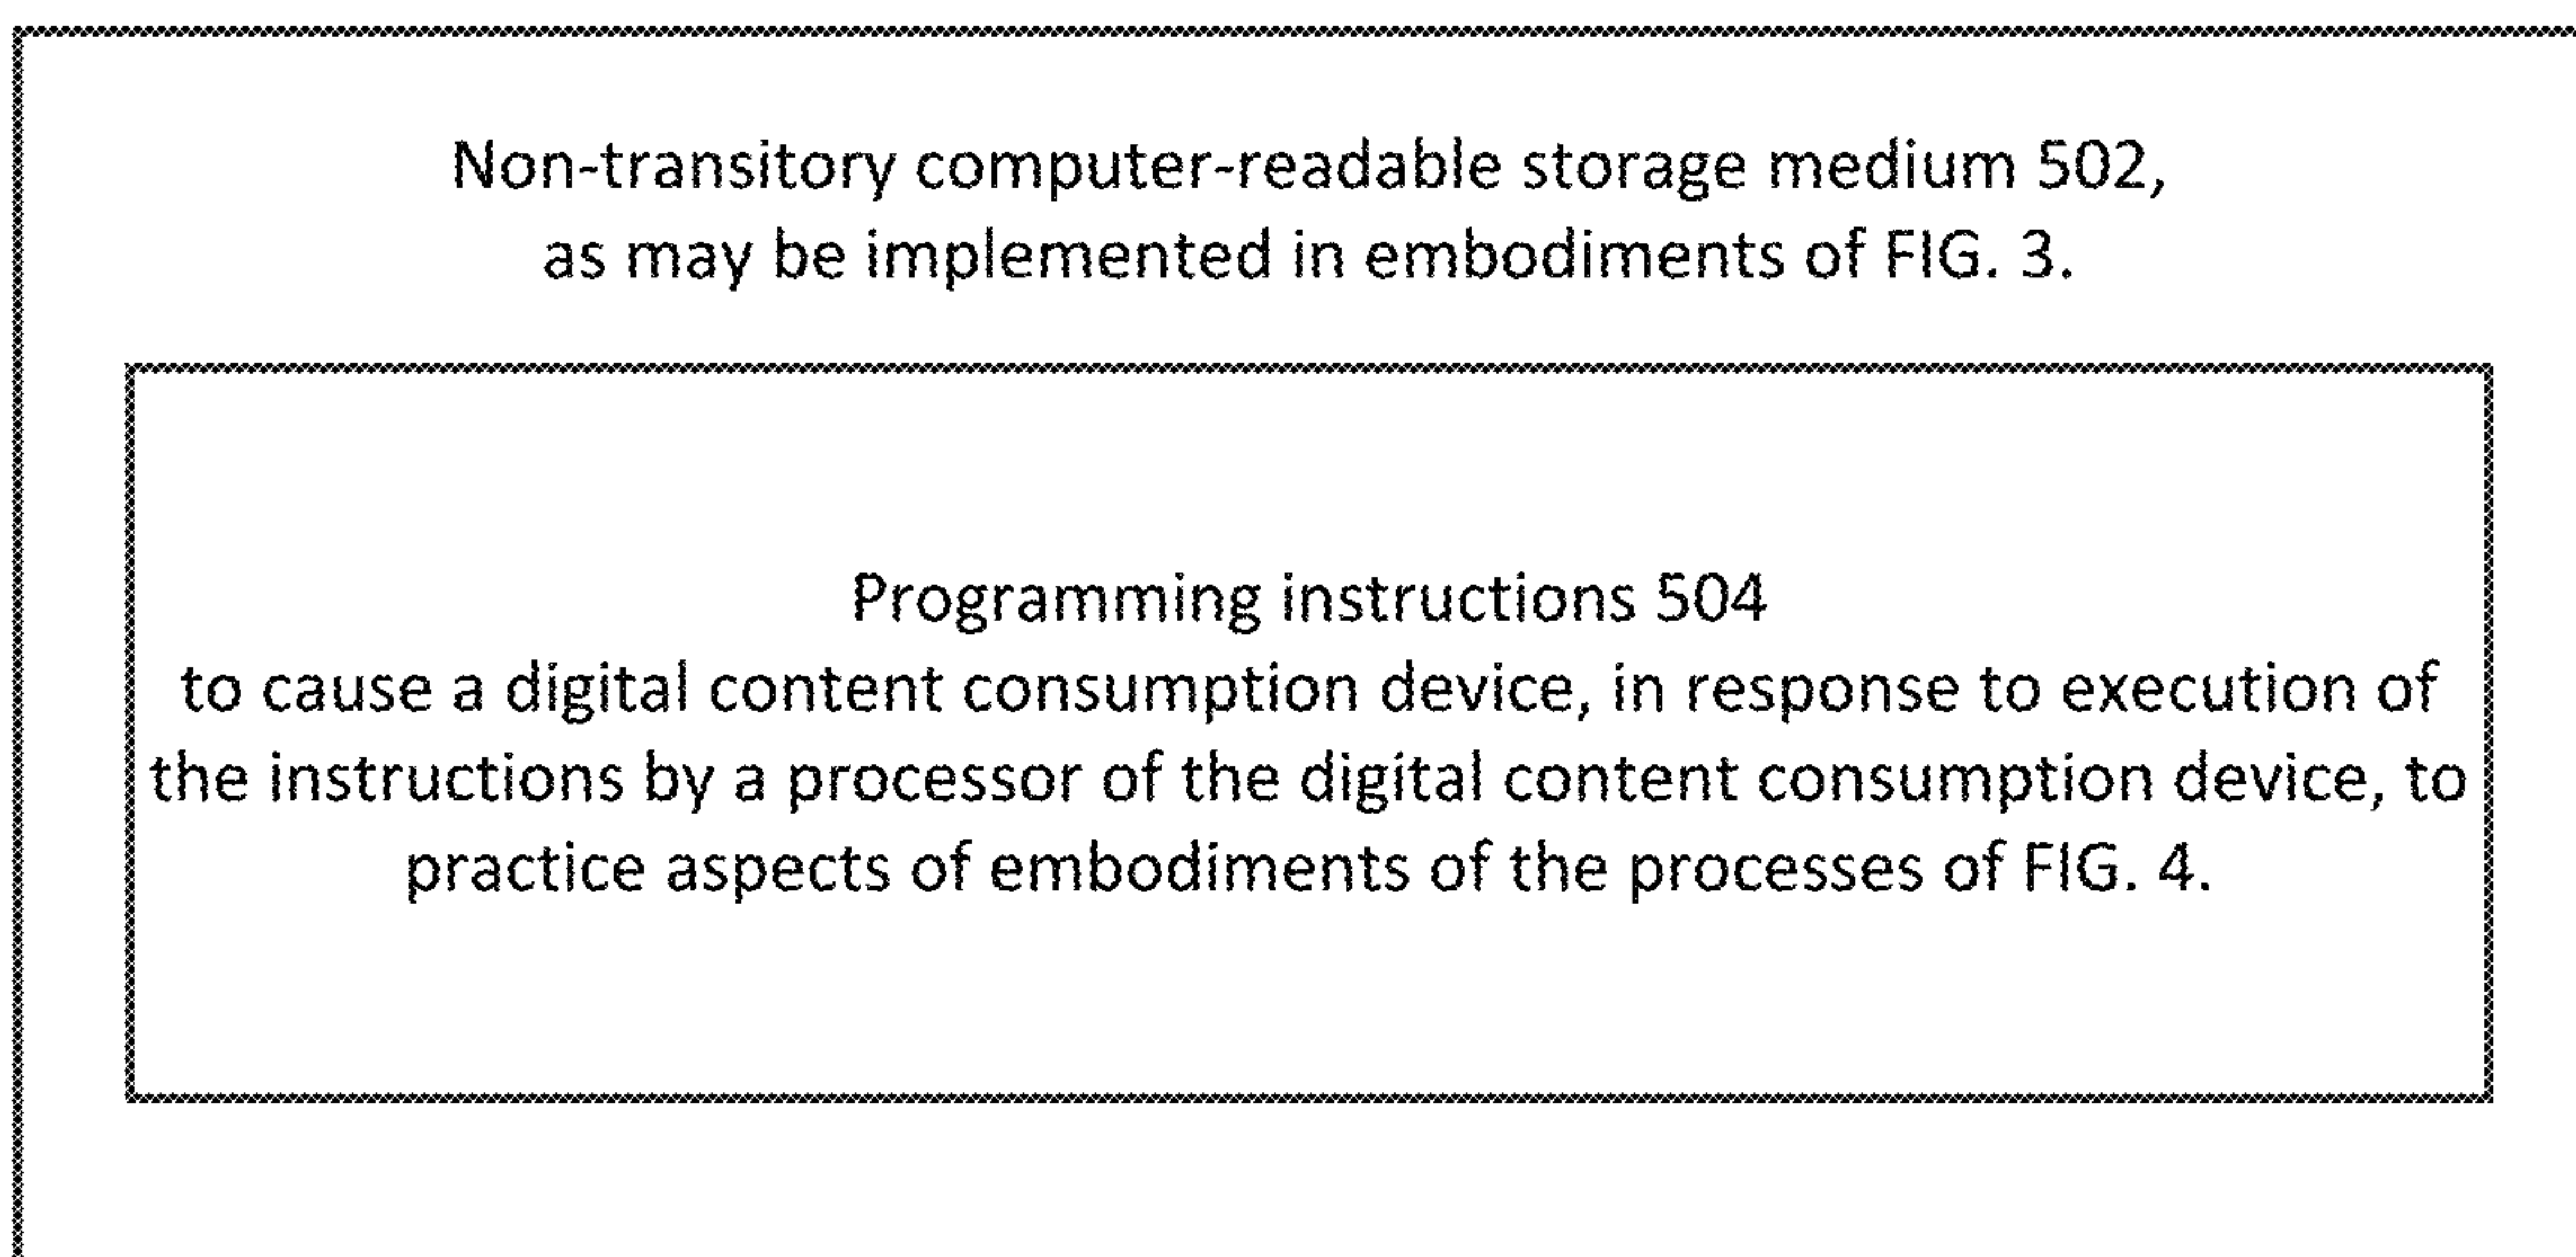 Non-transitory computer-readable storage medium 502,
as may be implemented in embodiments of FIG. 3.
Programming instructions 504
to cause a digital content consumption device, in response to execution of
the instructions by a processor of the digital content consumption device, to
practice aspects of embodiments of the processes of FIG. 4.